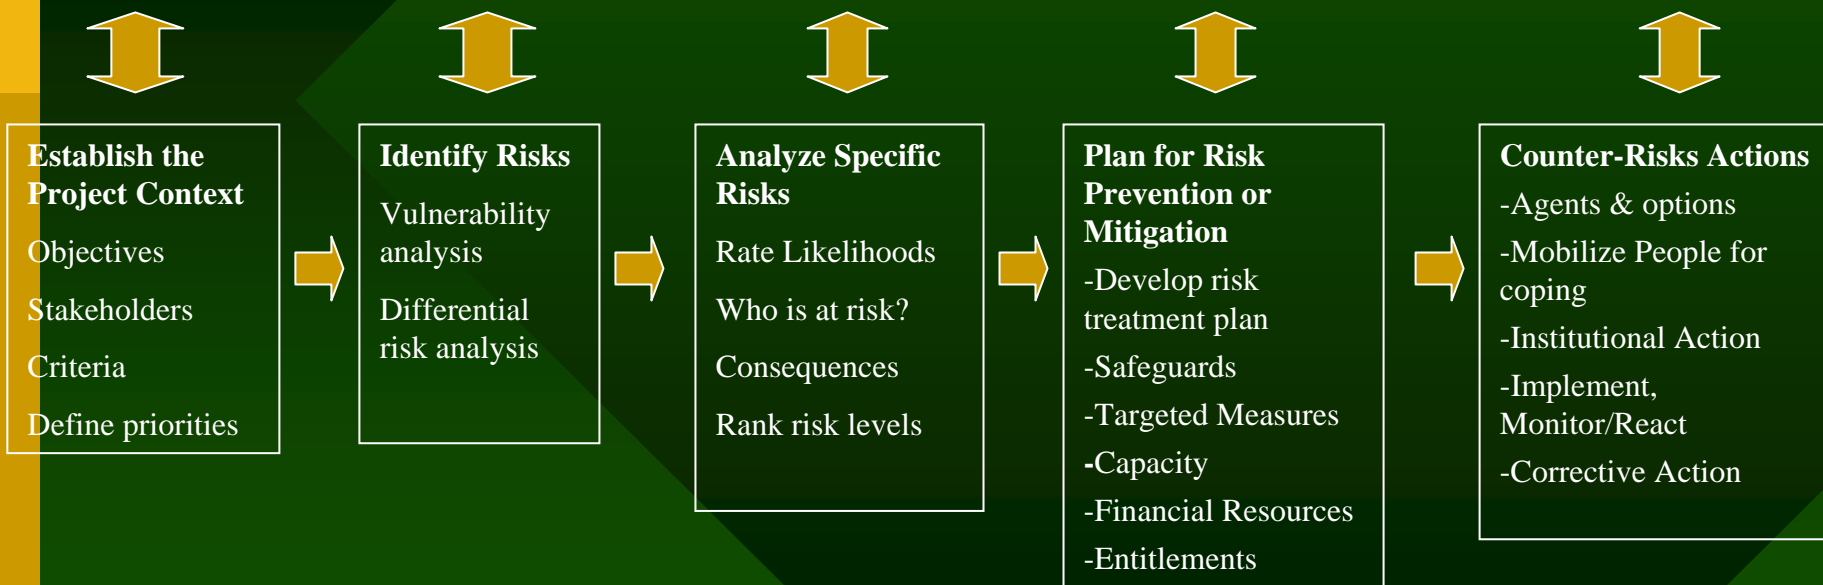 Establish the
Project Context
Objectives
Stakeholders
Criteria
Define priorities
Identify Risks
Vulnerability
analysis
Differential
risk analysis
Analyze Specific
Risks
Rate Likelihoods
Who is at risk?
Consequences
Rank risk levels
Plan for Risk
Prevention or
Mitigation
-Develop risk
treatment plan
-Safeguards
-Targeted Measures
-Capacity
-Financial Resources
-Entitlements
Counter-Risks Actions
-Agents & options
-Mobilize People for
coping
-Institutional Action
-Implement,
Monitor/React
-Corrective Action